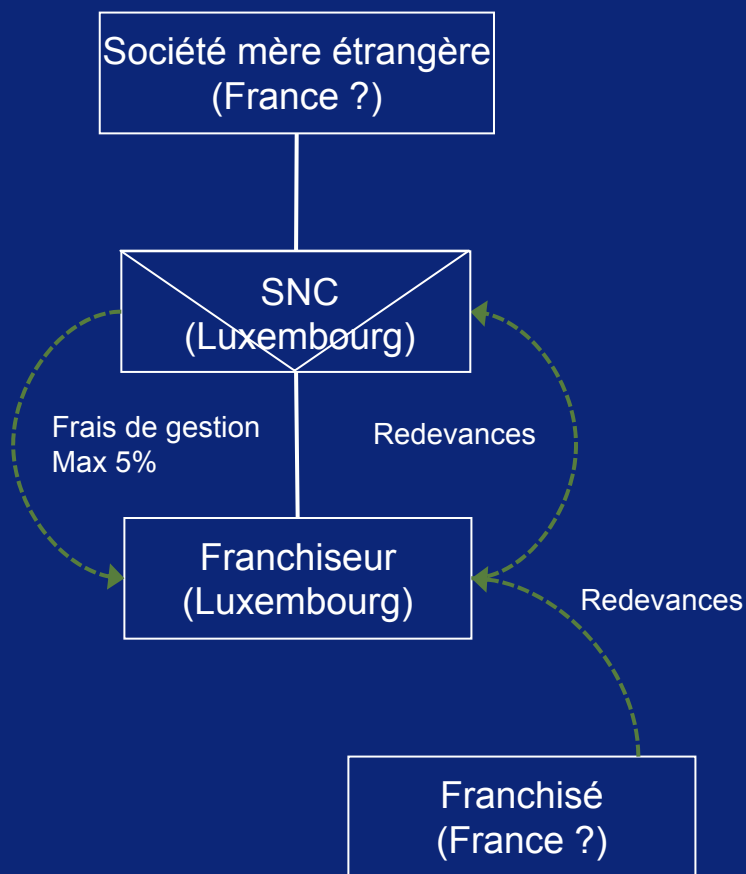 Société mère étrangère
(France ?)
SNC
(Luxembourg)
Frais de gestion
Max 5%
Redevances
Franchiseur
(Luxembourg)
Redevances
Franchisé
(France ?)